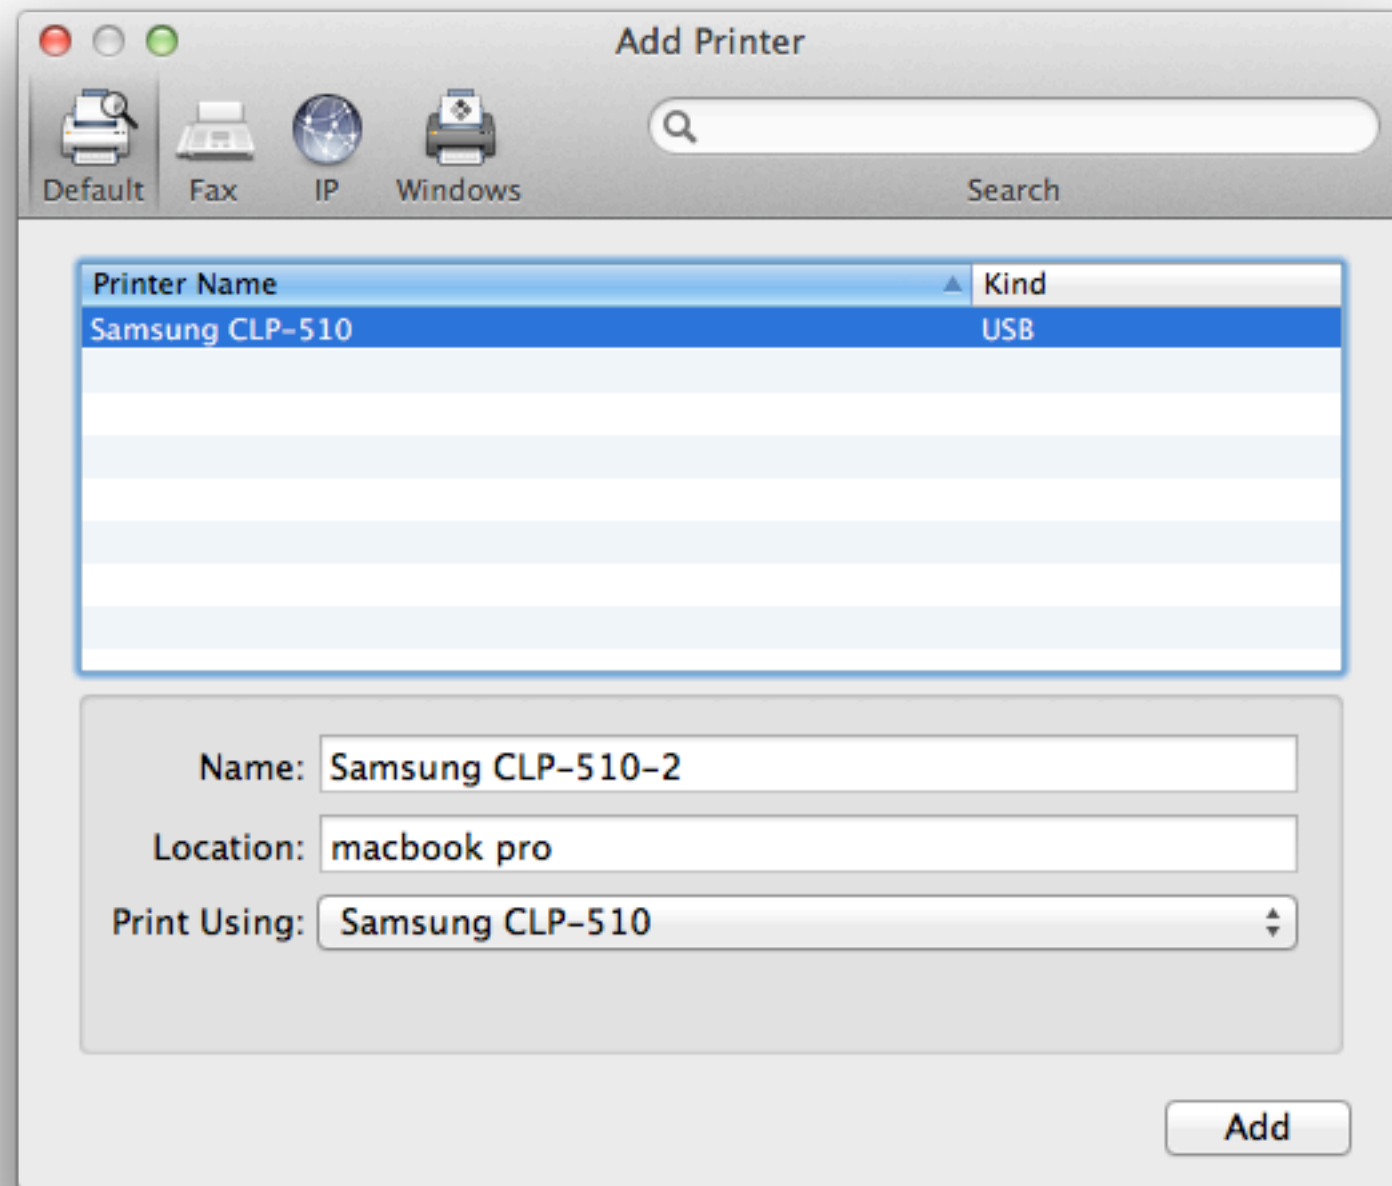 Add Printer
Default Fax IP Windows Search
Printer Name Kind
Samsung CLP-510 USB
Name: Samsung CLP-510-2
Location: macbook pro
Print Using: Samsung CLP-510
Add